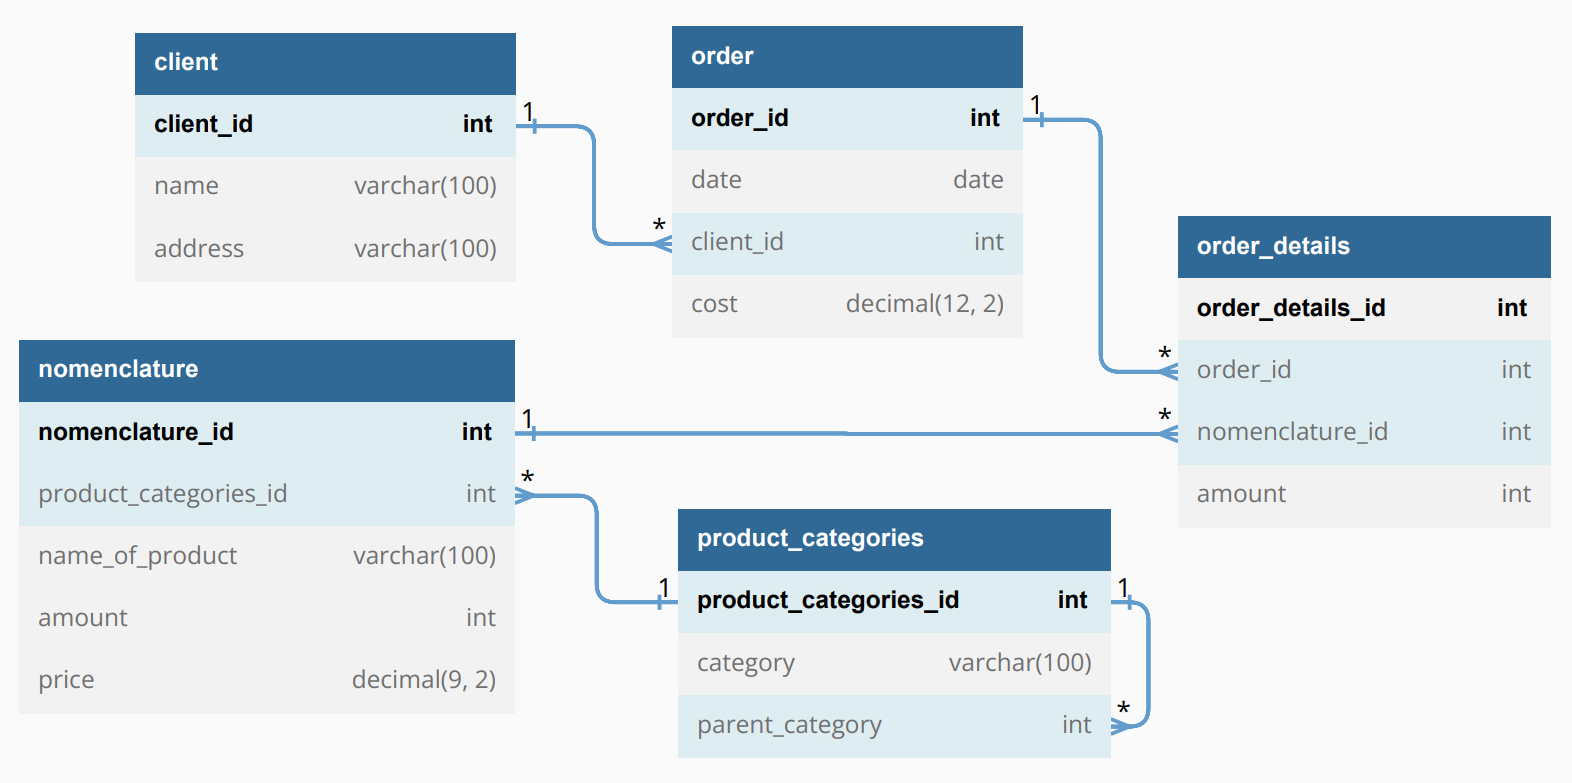 client
client_id int
name varchar(100)
address varchar(100)
1
*
order
order_id int
date date
client_id int
cost decimal(12, 2)
1
*
order_details
order_details_id int
order_id int
nomenclature_id int
amount int
nomenclature
nomenclature_id int
product_categories_id int
name_of_product varchar(100)
amount int
price decimal(9, 2)
1
*
*
1
product_categories
product_categories_id int
category varchar(100)
parent_category int
1
*